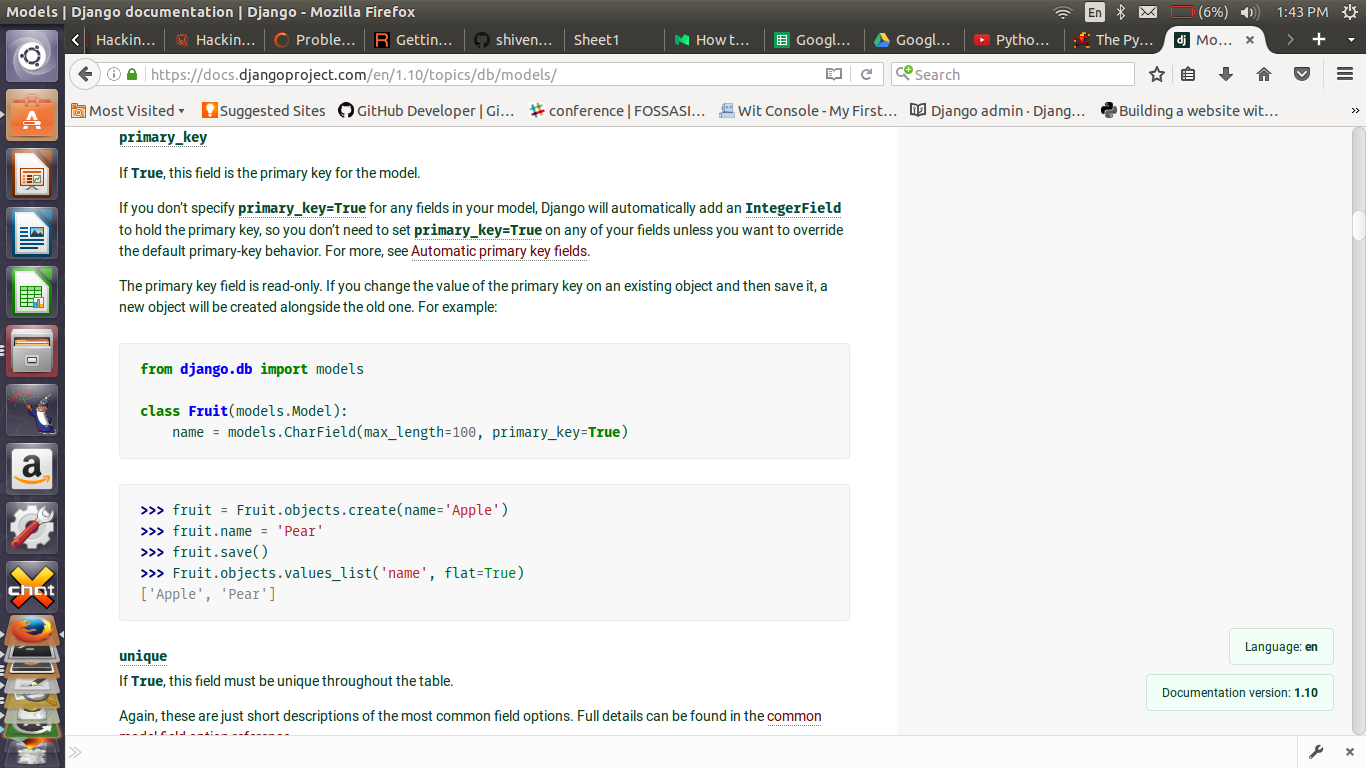 Models | Django documentation | Django - Mozilla Firefox
En
(6%)
1:43 PM
Hackin...
Hackin...
Proble...
Gettin...
shiven...
Sheet1
How t...
Googl...
Googl...
Pytho...
The Py...
dj Mo...
https://docs.djangoproject.com/en/1.10/topics/db/models/
Search
Most Visited
Suggested Sites
GitHub Developer | Gi...
conference | FOSSASI...
Wit Console - My First...
Django admin · Djang...
Building a website wit...
primary_key
If True, this field is the primary key for the model.
If you don’t specify primary_key=True for any fields in your model, Django will automatically add an IntegerField
to hold the primary key, so you don’t need to set primary_key=True on any of your fields unless you want to override
the default primary-key behavior. For more, see Automatic primary key fields.
The primary key field is read-only. If you change the value of the primary key on an existing object and then save it, a
new object will be created alongside the old one. For example:
from django.db import models
class Fruit(models.Model):
name = models.CharField(max_length=100, primary_key=True)
>>> fruit = Fruit.objects.create(name='Apple')
>>> fruit.name = 'Pear'
>>> fruit.save()
>>> Fruit.objects.values_list('name', flat=True)
['Apple', 'Pear']
unique
If True, this field must be unique throughout the table.
Again, these are just short descriptions of the most common field options. Full details can be found in the common
model field option reference.
Language: en
Documentation version: 1.10
a
chat